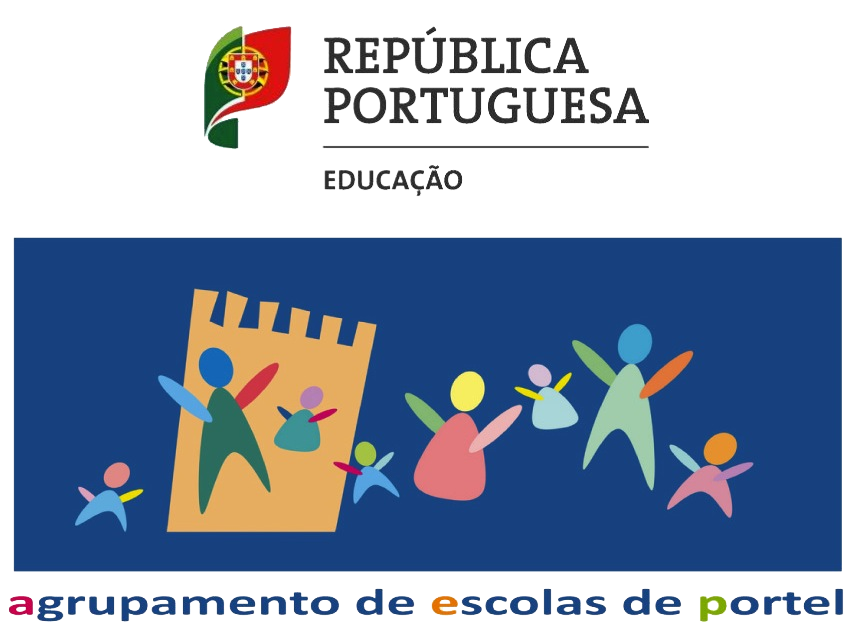 REPÚBLICA
PORTUGUESA
EDUCAÇÃO
agrupamento de escolas de portel